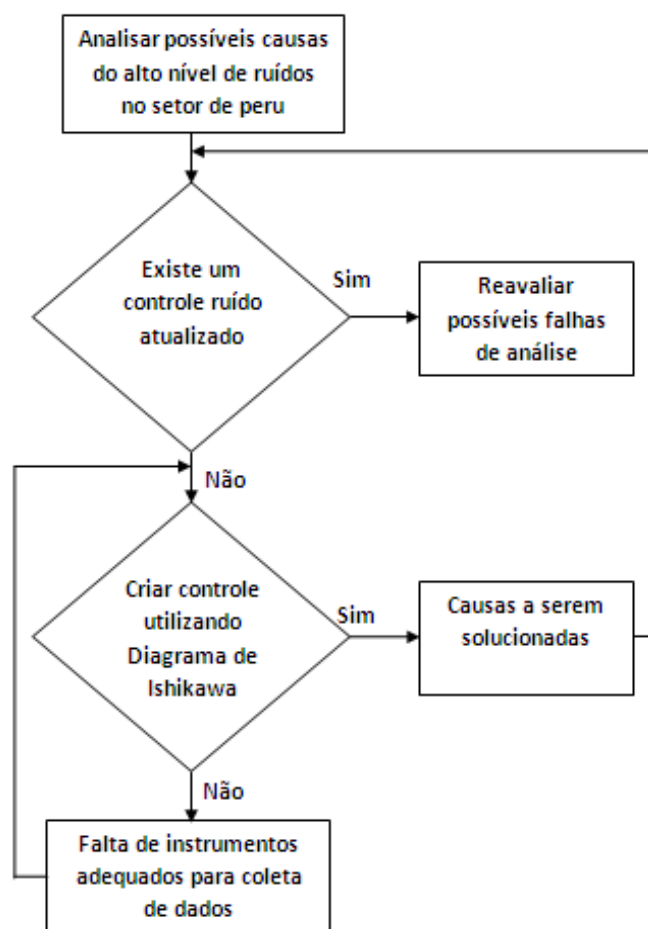 Analisar possíveis causas
do alto nível de ruídos
no setor de peru
Existe um
controle ruído
atualizado
Sim
Reavaliar
possíveis falhas
de análise
Não
Criar controle
utilizando
Diagrama de
Ishikawa
Sim
Causas a serem
solucionadas
Não
Falta de instrumentos
adequados para coleta
de dados